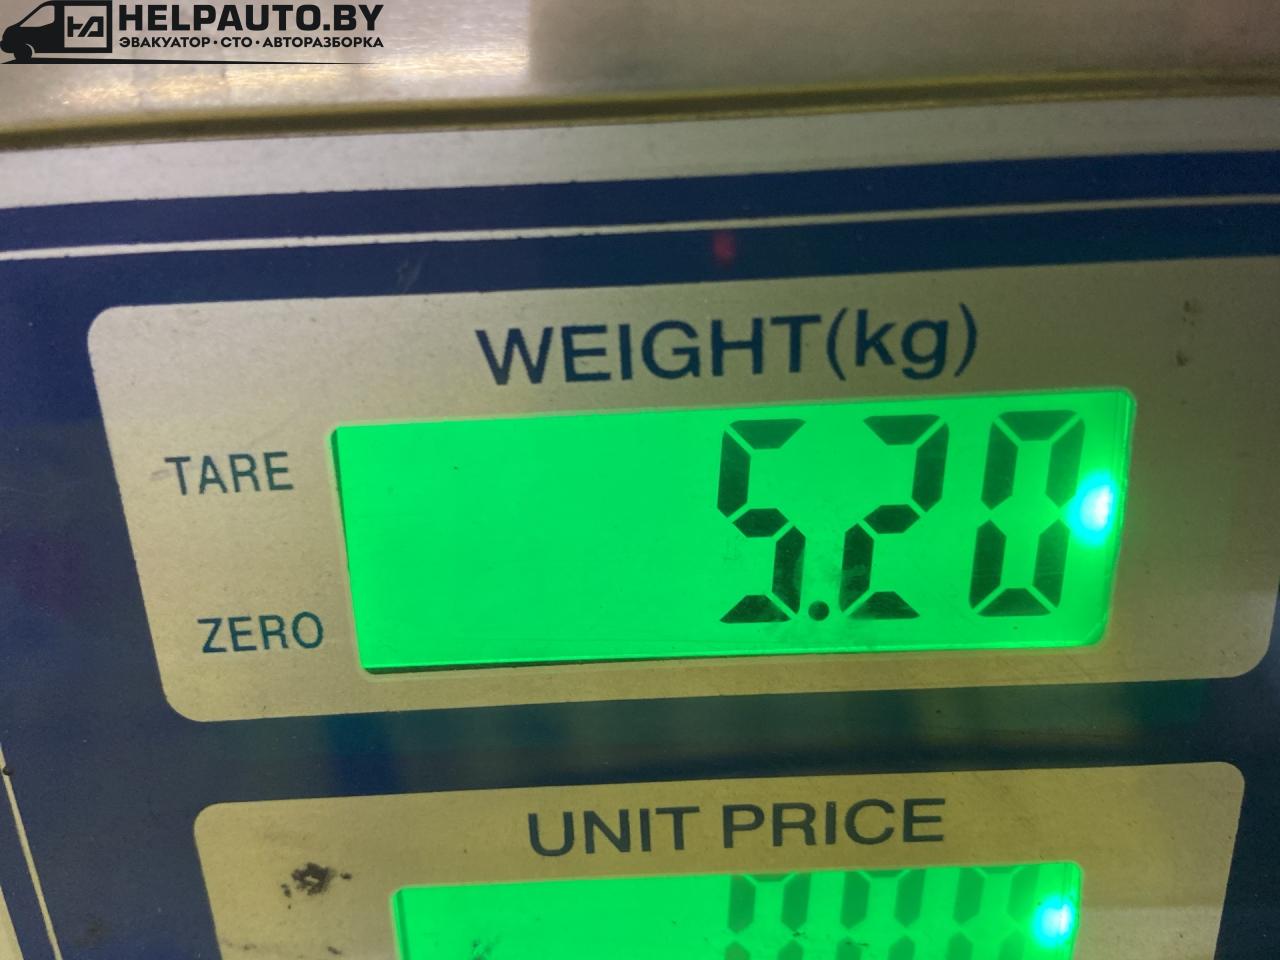 HELPAUTO.BY
ЭВАКУАТОР·СТО·АВТОРАЗБОРКА
WEIGHT(kg)
TARE
5.20
ZERO
UNIT PRICE